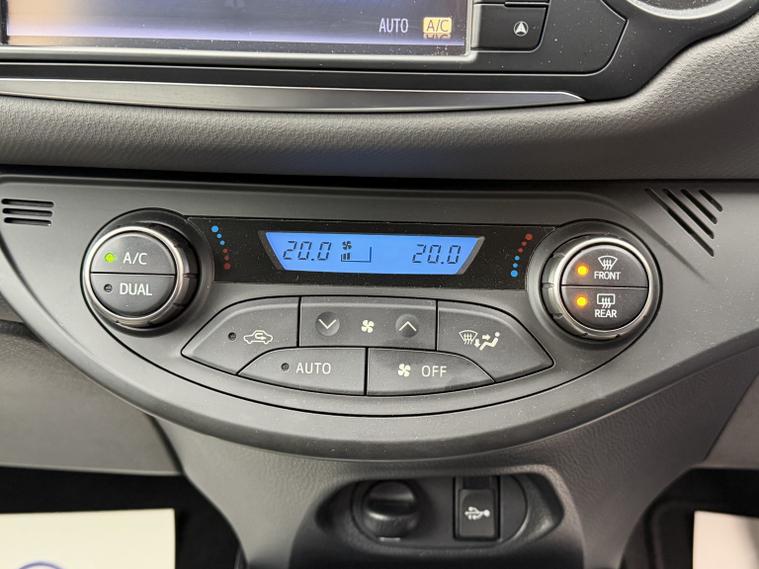 AUTO A/C
20.0 20.0
A/C
DUAL
FRONT
REAR
AUTO
OFF